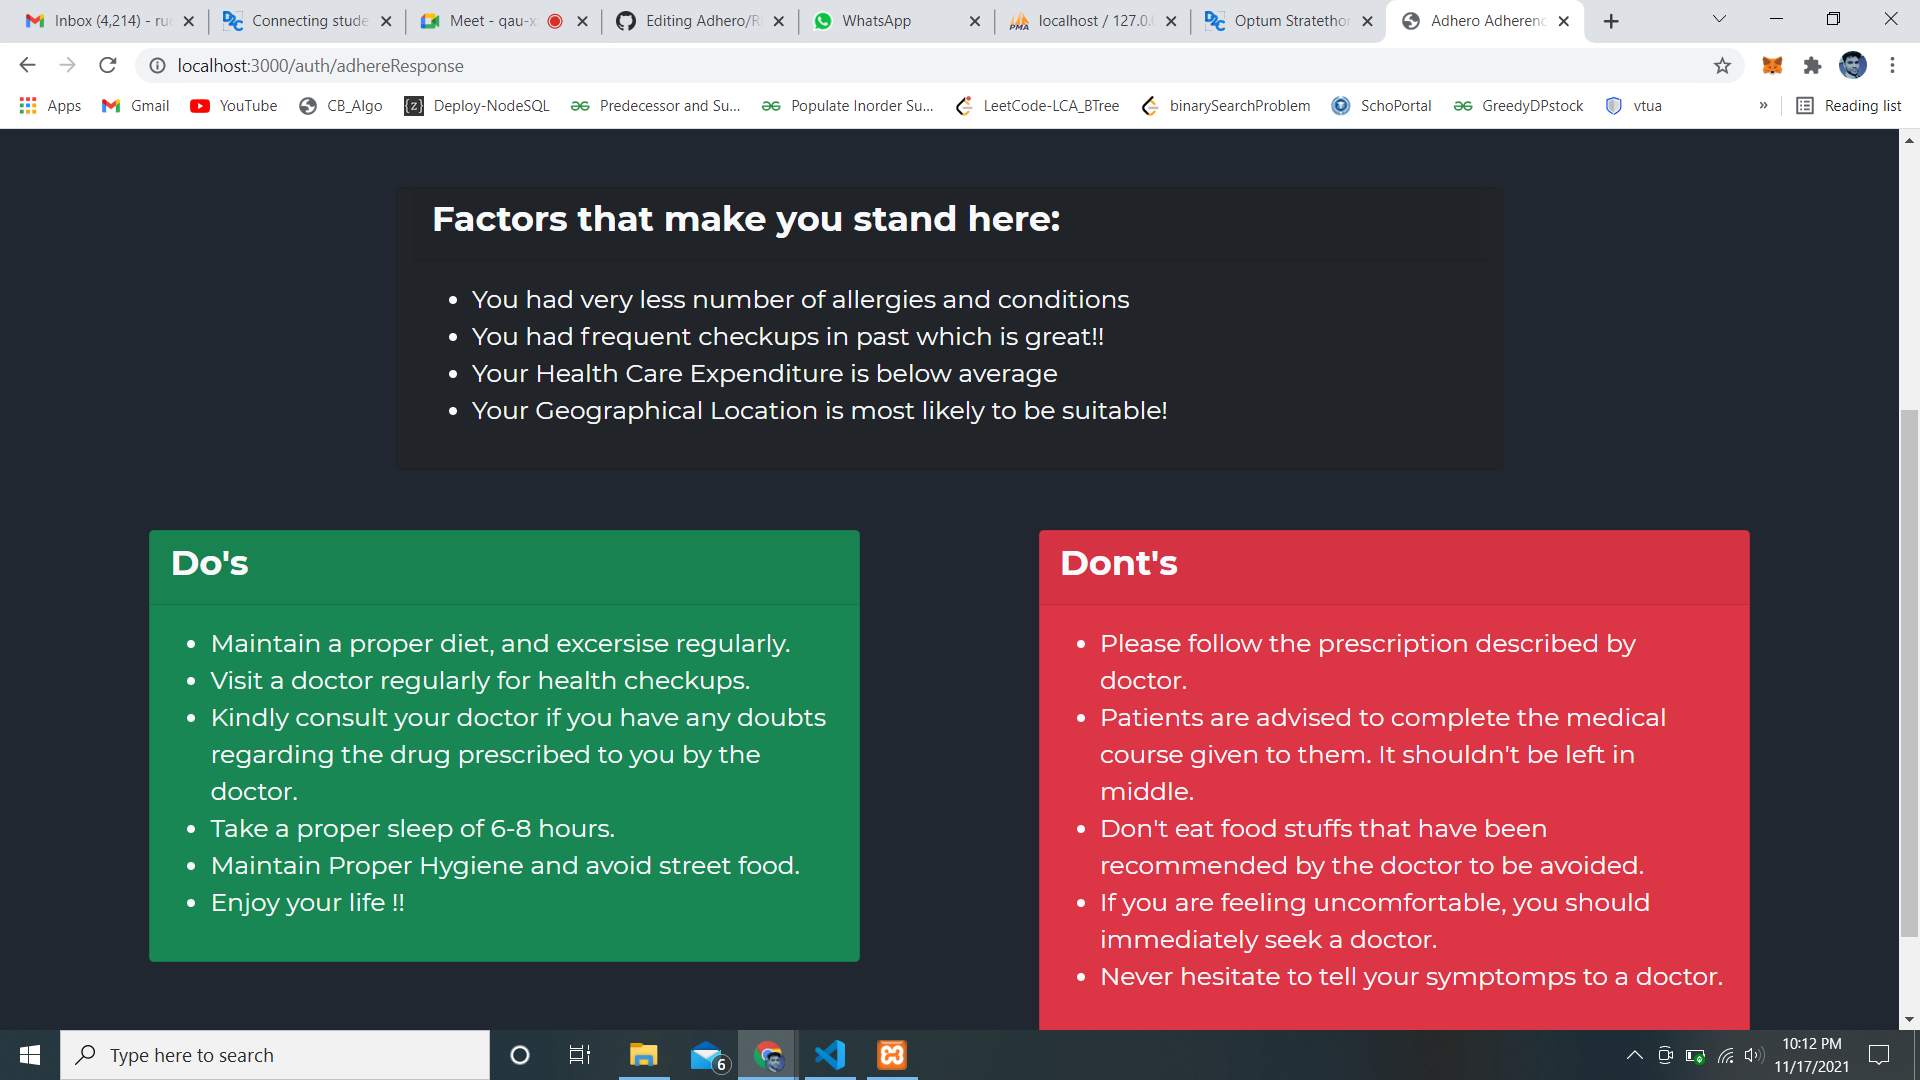 Inbox (4,214) - ru
Connecting stude
Meet - qau-x
Editing Adhero/R
WhatsApp
localhost / 127.0.
Optum Stratethor
Adhero Adherenc
localhost:3000/auth/adhereResponse
Apps
Gmail
YouTube
CB_Algo
Deploy-NodeSQL
Predecessor and Su...
Populate Inorder Su...
LeetCode-LCA_BTree
binarySearchProblem
SchoPortal
GreedyDPstock
vtua
»
Reading list
Factors that make you stand here:
• You had very less number of allergies and conditions
• You had frequent checkups in past which is great!!
• Your Health Care Expenditure is below average
• Your Geographical Location is most likely to be suitable!
Do's
• Maintain a proper diet, and excersise regularly.
• Visit a doctor regularly for health checkups.
• Kindly consult your doctor if you have any doubts
regarding the drug prescribed to you by the
doctor.
• Take a proper sleep of 6-8 hours.
• Maintain Proper Hygiene and avoid street food.
• Enjoy your life !!
Dont's
• Please follow the prescription described by
doctor.
• Patients are advised to complete the medical
course given to them. It shouldn't be left in
middle.
• Don't eat food stuffs that have been
recommended by the doctor to be avoided.
• If you are feeling uncomfortable, you should
immediately seek a doctor.
• Never hesitate to tell your symptomps to a doctor.
Type here to search
6
10:12 PM
11/17/2021